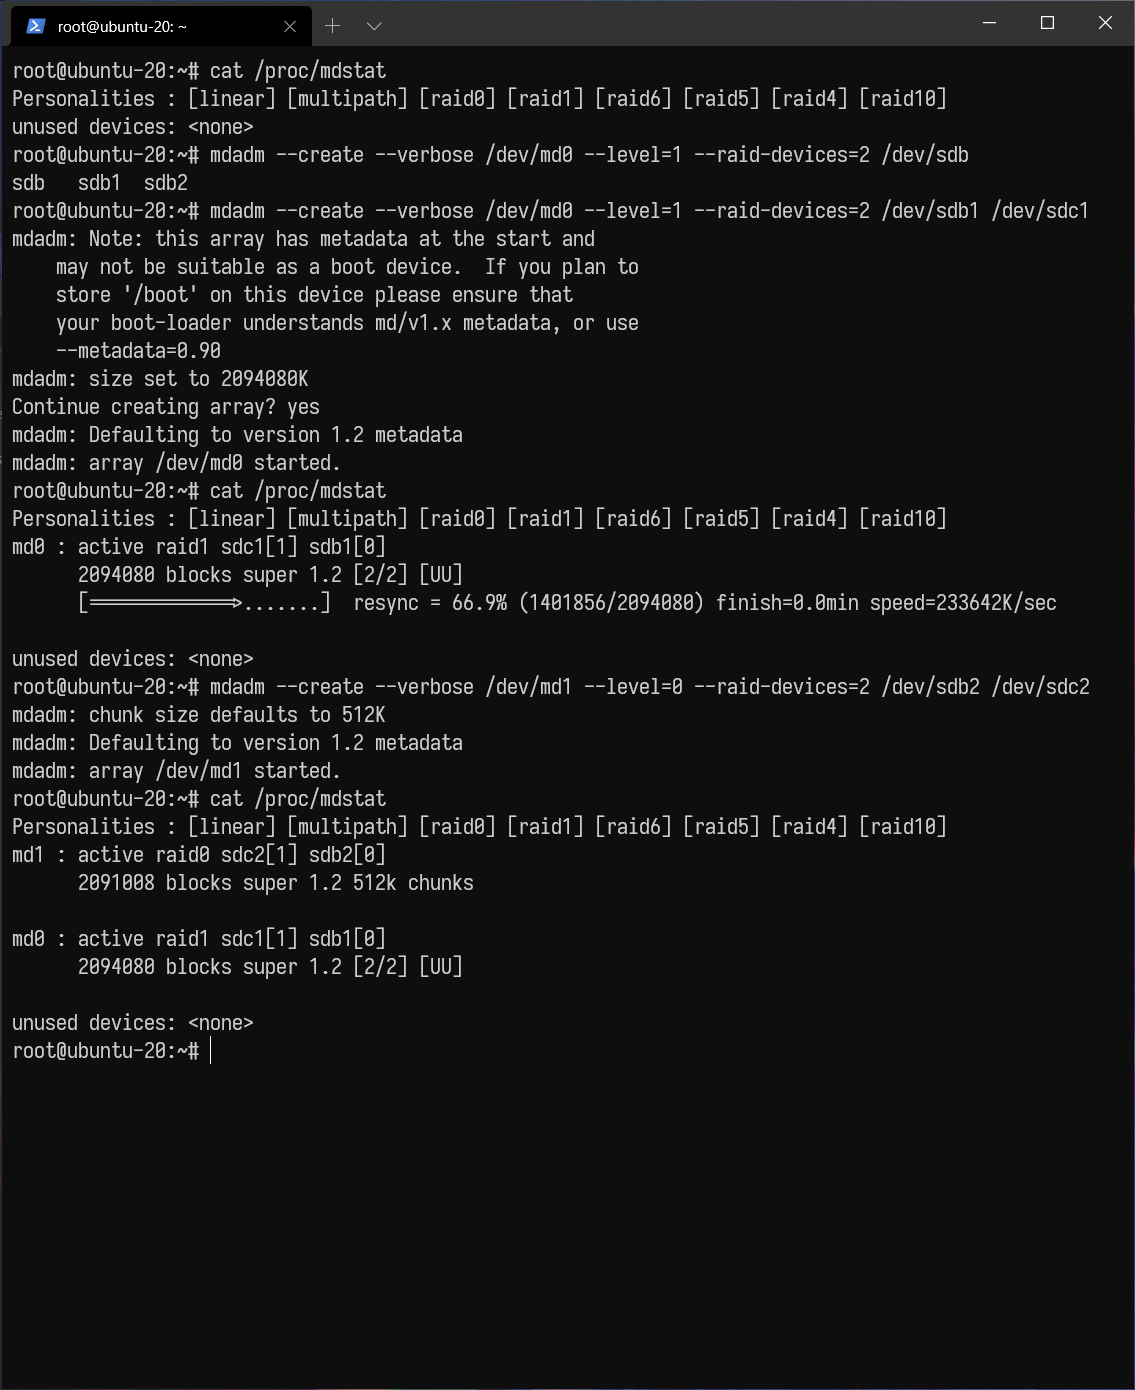 root@ubuntu-20: ~
root@ubuntu-20:~# cat /proc/mdstat
Personalities : [linear] [multipath] [raid0] [raid1] [raid6] [raid5] [raid4] [raid10]
unused devices: <none>
root@ubuntu-20:~# mdadm --create --verbose /dev/md0 --level=1 --raid-devices=2 /dev/sdb
sdb   sdb1  sdb2
root@ubuntu-20:~# mdadm --create --verbose /dev/md0 --level=1 --raid-devices=2 /dev/sdb1 /dev/sdc1
mdadm: Note: this array has metadata at the start and
    may not be suitable as a boot device.  If you plan to
    store '/boot' on this device please ensure that
    your boot-loader understands md/v1.x metadata, or use
    --metadata=0.90
mdadm: size set to 2094080K
Continue creating array? yes
mdadm: Defaulting to version 1.2 metadata
mdadm: array /dev/md0 started.
root@ubuntu-20:~# cat /proc/mdstat
Personalities : [linear] [multipath] [raid0] [raid1] [raid6] [raid5] [raid4] [raid10]
md0 : active raid1 sdc1[1] sdb1[0]
      2094080 blocks super 1.2 [2/2] [UU]
      [=============>.......]  resync = 66.9% (1401856/2094080) finish=0.0min speed=233642K/sec
unused devices: <none>
root@ubuntu-20:~# mdadm --create --verbose /dev/md1 --level=0 --raid-devices=2 /dev/sdb2 /dev/sdc2
mdadm: chunk size defaults to 512K
mdadm: Defaulting to version 1.2 metadata
mdadm: array /dev/md1 started.
root@ubuntu-20:~# cat /proc/mdstat
Personalities : [linear] [multipath] [raid0] [raid1] [raid6] [raid5] [raid4] [raid10]
md1 : active raid0 sdc2[1] sdb2[0]
      2091008 blocks super 1.2 512k chunks
md0 : active raid1 sdc1[1] sdb1[0]
      2094080 blocks super 1.2 [2/2] [UU]
unused devices: <none>
root@ubuntu-20:~#